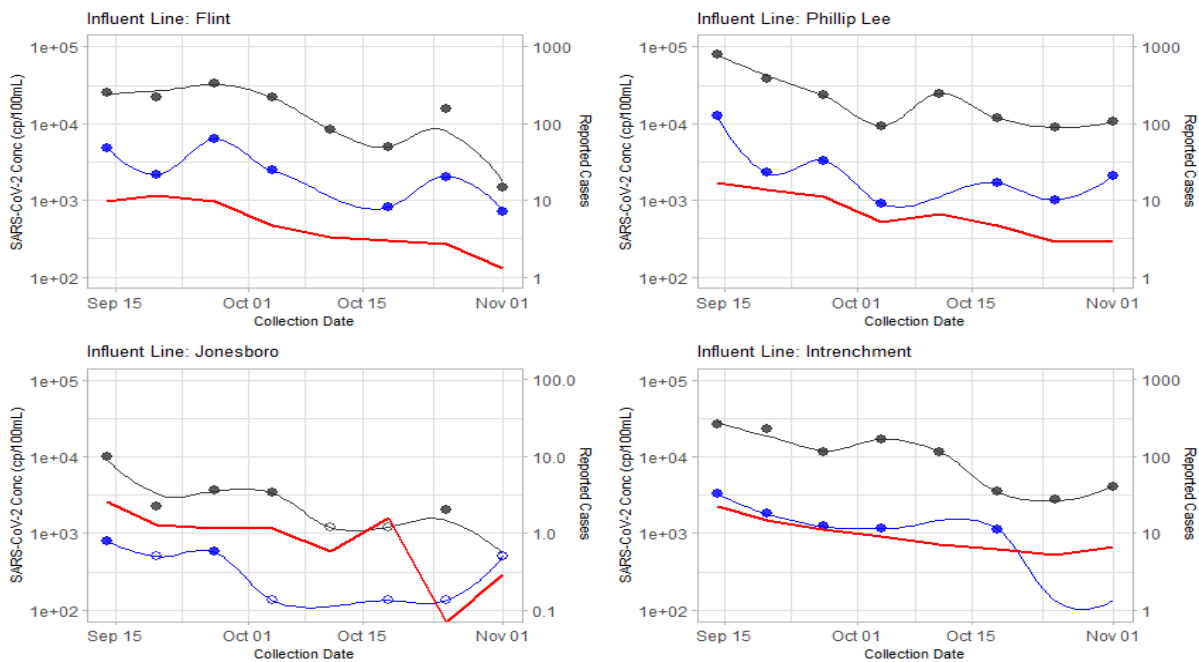 Influent Line: Flint
1e+05
1e+04
1e+03
1e+02
SARS-CoV-2 Conc (cp/100mL)
1000
100
10
1
Reported Cases
Sep 15
Oct 01
Oct 15
Nov 01
Collection Date
Influent Line: Phillip Lee
1e+05
1e+04
1e+03
1e+02
SARS-CoV-2 Conc (cp/100mL)
1000
100
10
1
Reported Cases
Sep 15
Oct 01
Oct 15
Nov 01
Collection Date
Influent Line: Jonesboro
1e+05
1e+04
1e+03
1e+02
SARS-CoV-2 Conc (cp/100mL)
100.0
10.0
1.0
0.1
Reported Cases
Sep 15
Oct 01
Oct 15
Nov 01
Collection Date
Influent Line: Intrenchment
1e+05
1e+04
1e+03
1e+02
SARS-CoV-2 Conc (cp/100mL)
1000
100
10
1
Reported Cases
Sep 15
Oct 01
Oct 15
Nov 01
Collection Date